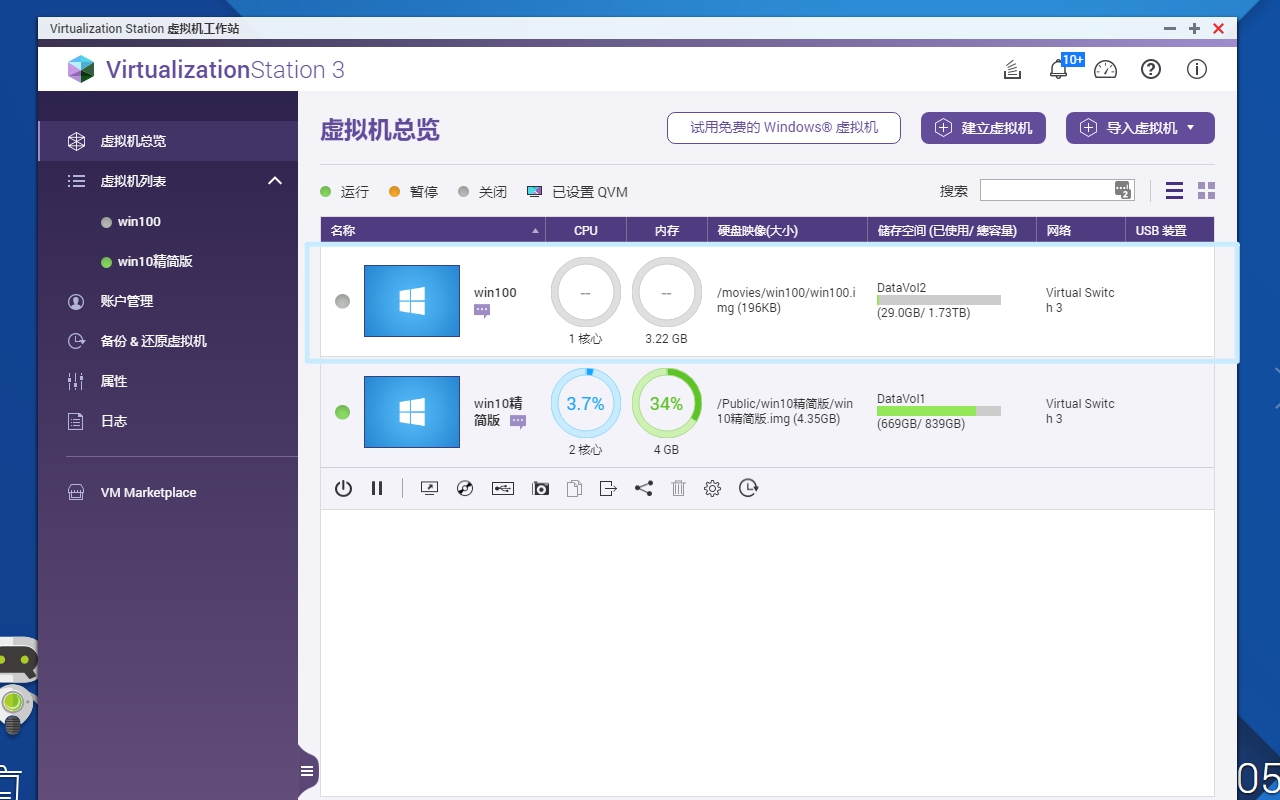 Virtualization Station 虚拟机工作站
VirtualizationStation 3
10+
虚拟机总览
虚拟机列表
win100
win10精简版
账户管理
备份 & 还原虚拟机
属性
日志
VM Marketplace
虚拟机总览
试用免费的 Windows® 虚拟机
建立虚拟机
导入虚拟机
运行
暂停
关闭
已设置 QVM
搜索
2
名称 CPU 内存 硬盘映像(大小) 储存空间 (已使用/ 總容量) 网络 USB 装置
win100
--
1 核心
--
3.22 GB
/movies/win100/win100.i
mg (196KB)
DataVol2
(29.0GB/ 1.73TB)
Virtual Switc
h 3
win10精
简版
3.7%
2 核心
34%
4 GB
/Public/win10精简版/win
10精简版.img (4.35GB)
DataVol1
(669GB/ 839GB)
Virtual Switc
h 3
05